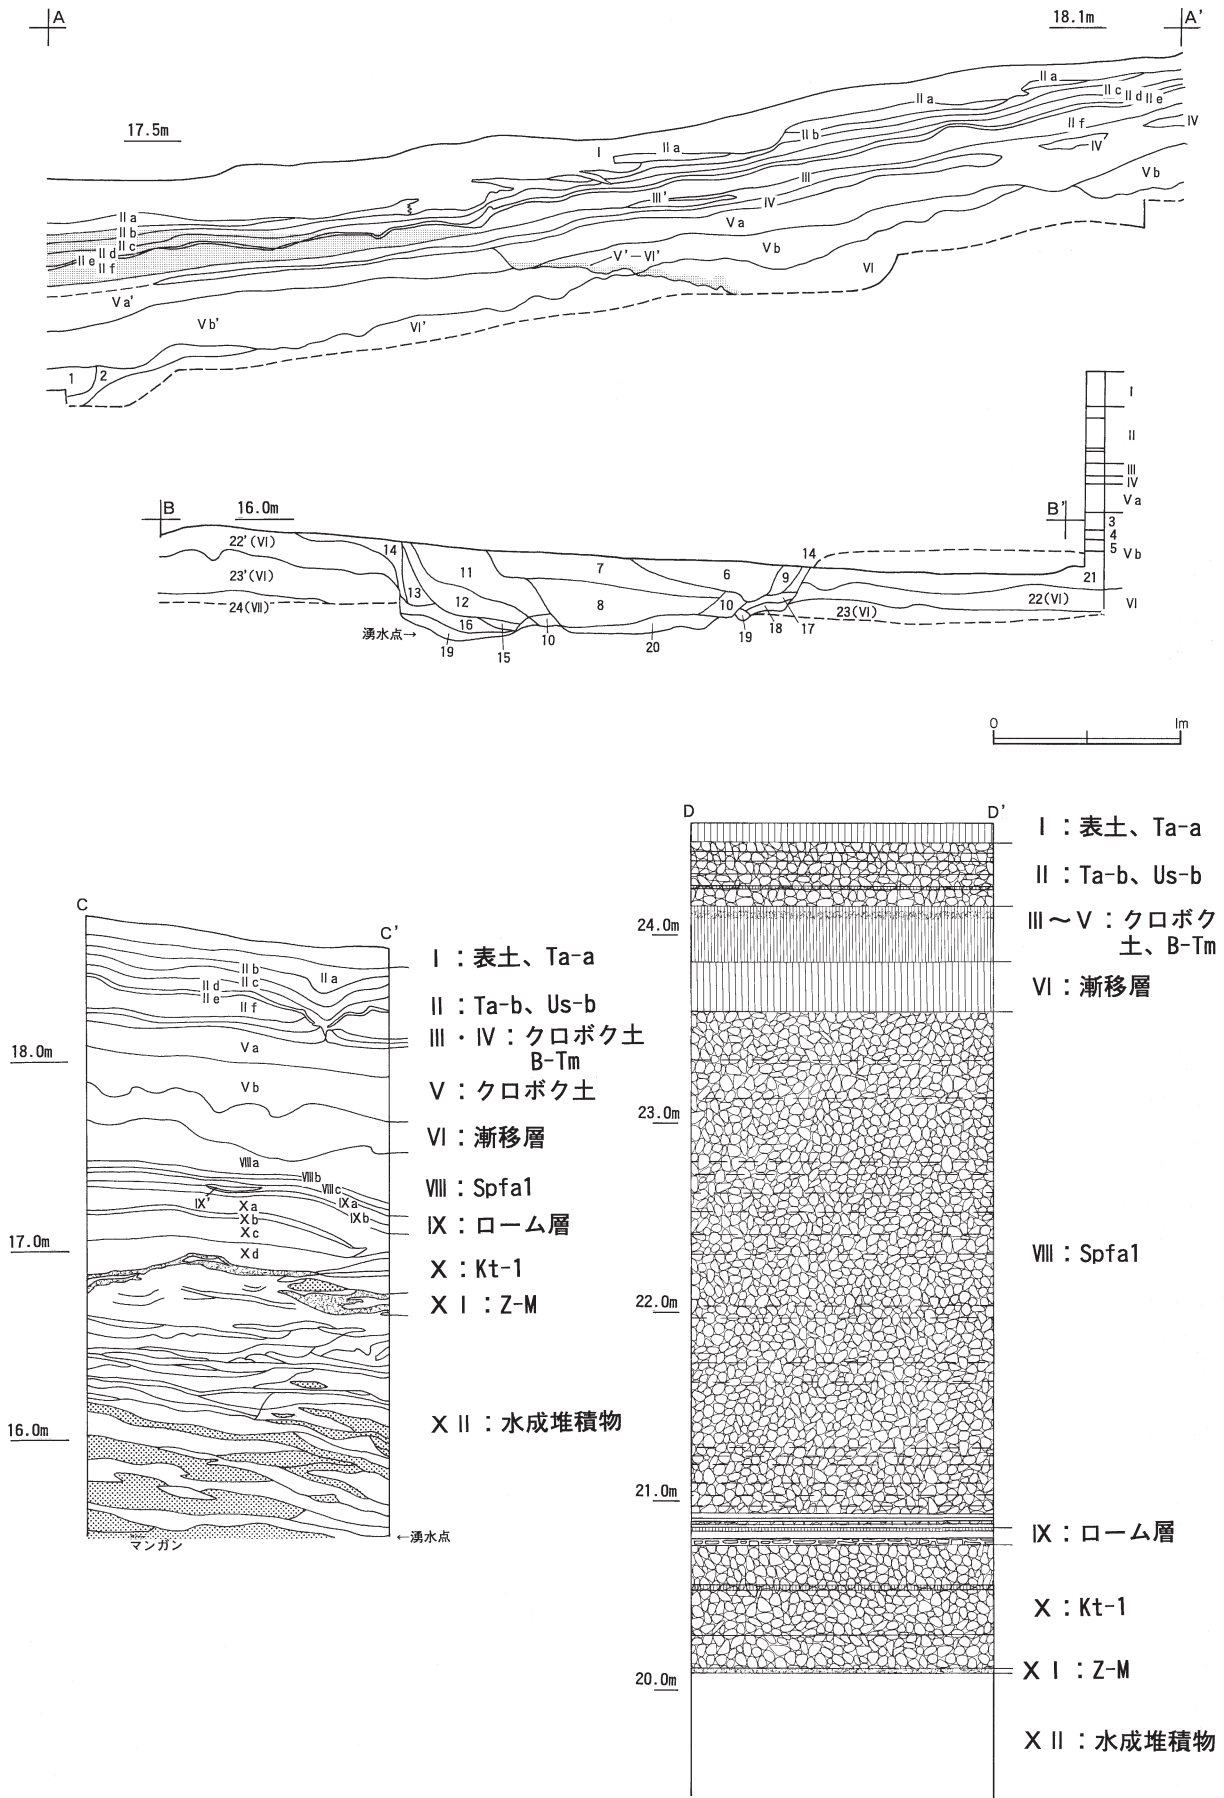 A
18.1m
A'
17.5m
Ⅱa
Ⅱa
Ⅱc
Ⅱd
Ⅱe
Ⅱb
Ⅱf
Ⅳ
Ⅳ
Ⅰ
Ⅱa
Ⅲ
Ⅲ'
Ⅳ
Ⅴb
Ⅴa
Ⅴb
Ⅴ'-Ⅵ'
Ⅵ
Ⅱa
Ⅱb
Ⅱc
Ⅱd
Ⅱe
Ⅱf
Ⅴa'
Ⅴb'
Ⅵ'
1
2
Ⅰ
Ⅱ
Ⅲ
Ⅳ
Ⅴa
3
4
5
Ⅴb
21
Ⅵ
B
16.0m
B'
22'(Ⅵ)
14
11
7
6
9
14
23'(Ⅵ)
13
12
8
10
22(Ⅵ)
24(Ⅶ)
16
23(Ⅵ)
湧水点→
19
15
10
20
19
18
17
0
1m
C
C'
Ⅱb
Ⅱa
Ⅱd
Ⅱc
Ⅱe
Ⅱf
18.0m
Ⅴa
Ⅴb
Ⅷa
Ⅷb
Ⅷc
Ⅸ'
Ⅹa
Ⅸa
Ⅹb
Ⅸb
Ⅹc
17.0m
Ⅹd
16.0m
マンガン
←湧水点
Ⅰ:表土、Ta-a
Ⅱ:Ta-b、Us-b
Ⅲ・Ⅳ:クロボク土
B-Tm
Ⅴ:クロボク土
Ⅵ:漸移層
Ⅷ:Spfa1
Ⅸ:ローム層
Ⅹ:Kt-1
ⅩⅠ:Z-M
ⅩⅡ:水成堆積物
D
D'
24.0m
23.0m
22.0m
21.0m
20.0m
Ⅰ:表土、Ta-a
Ⅱ:Ta-b、Us-b
Ⅲ～Ⅴ:クロボク
土、B-Tm
Ⅵ:漸移層
Ⅷ:Spfa1
Ⅸ:ローム層
Ⅹ:Kt-1
ⅩⅠ:Z-M
ⅩⅡ:水成堆積物